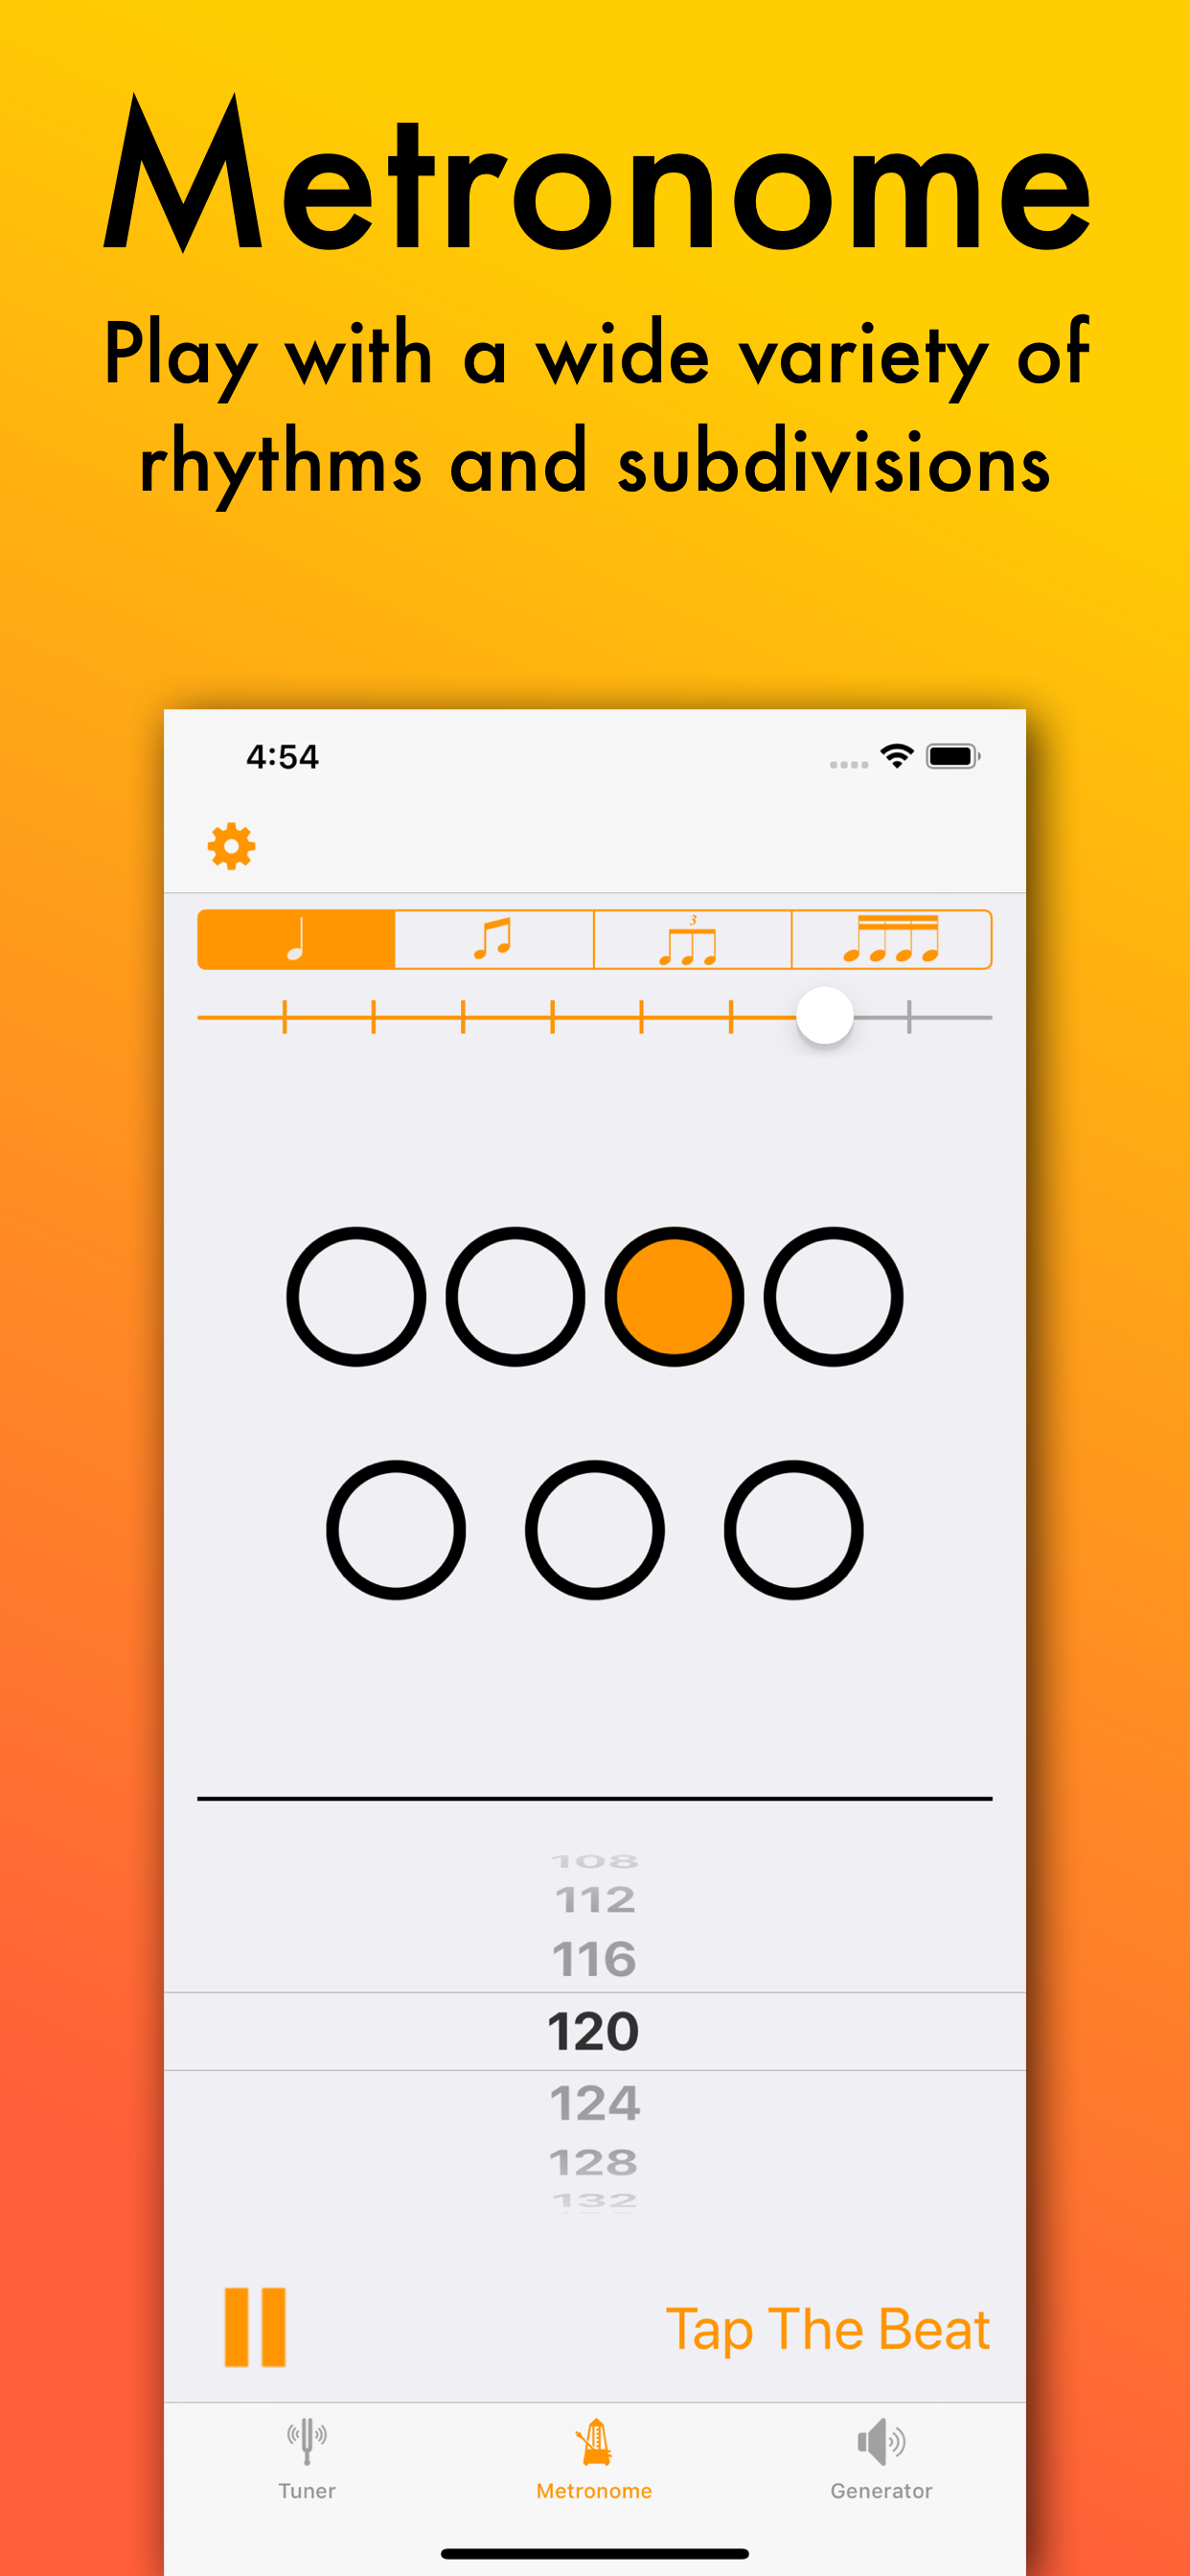 Metronome
Play with a wide variety of
rhythms and subdivisions
4:54
3
108
112
116
120
124
128
132
Tap The Beat
Tuner
Metronome
Generator